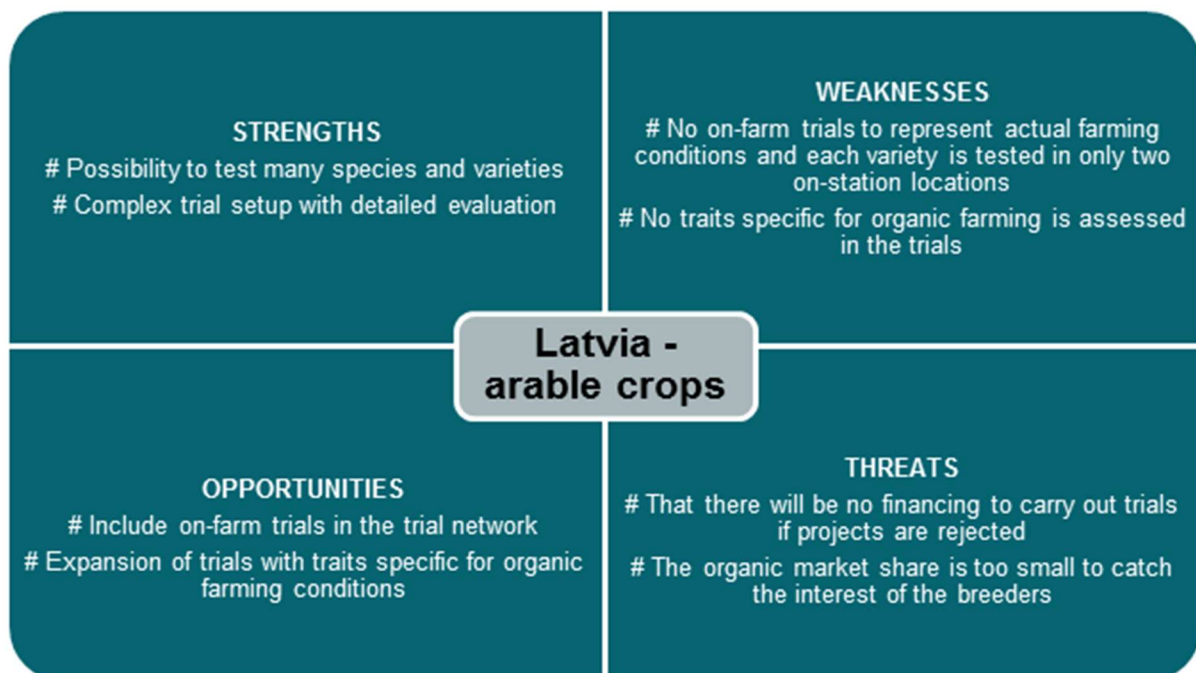 STRENGTHS
# Possibility to test many species and varieties
# Complex trial setup with detailed evaluation
WEAKNESSES
# No on-farm trials to represent actual farming
conditions and each variety is tested in only two
on-station locations
# No traits specific for organic farming is assessed
in the trials
Latvia -
arable crops
OPPORTUNITIES
# Include on-farm trials in the trial network
# Expansion of trials with traits specific for organic
farming conditions
THREATS
# That there will be no financing to carry out trials
if projects are rejected
# The organic market share is too small to catch
the interest of the breeders